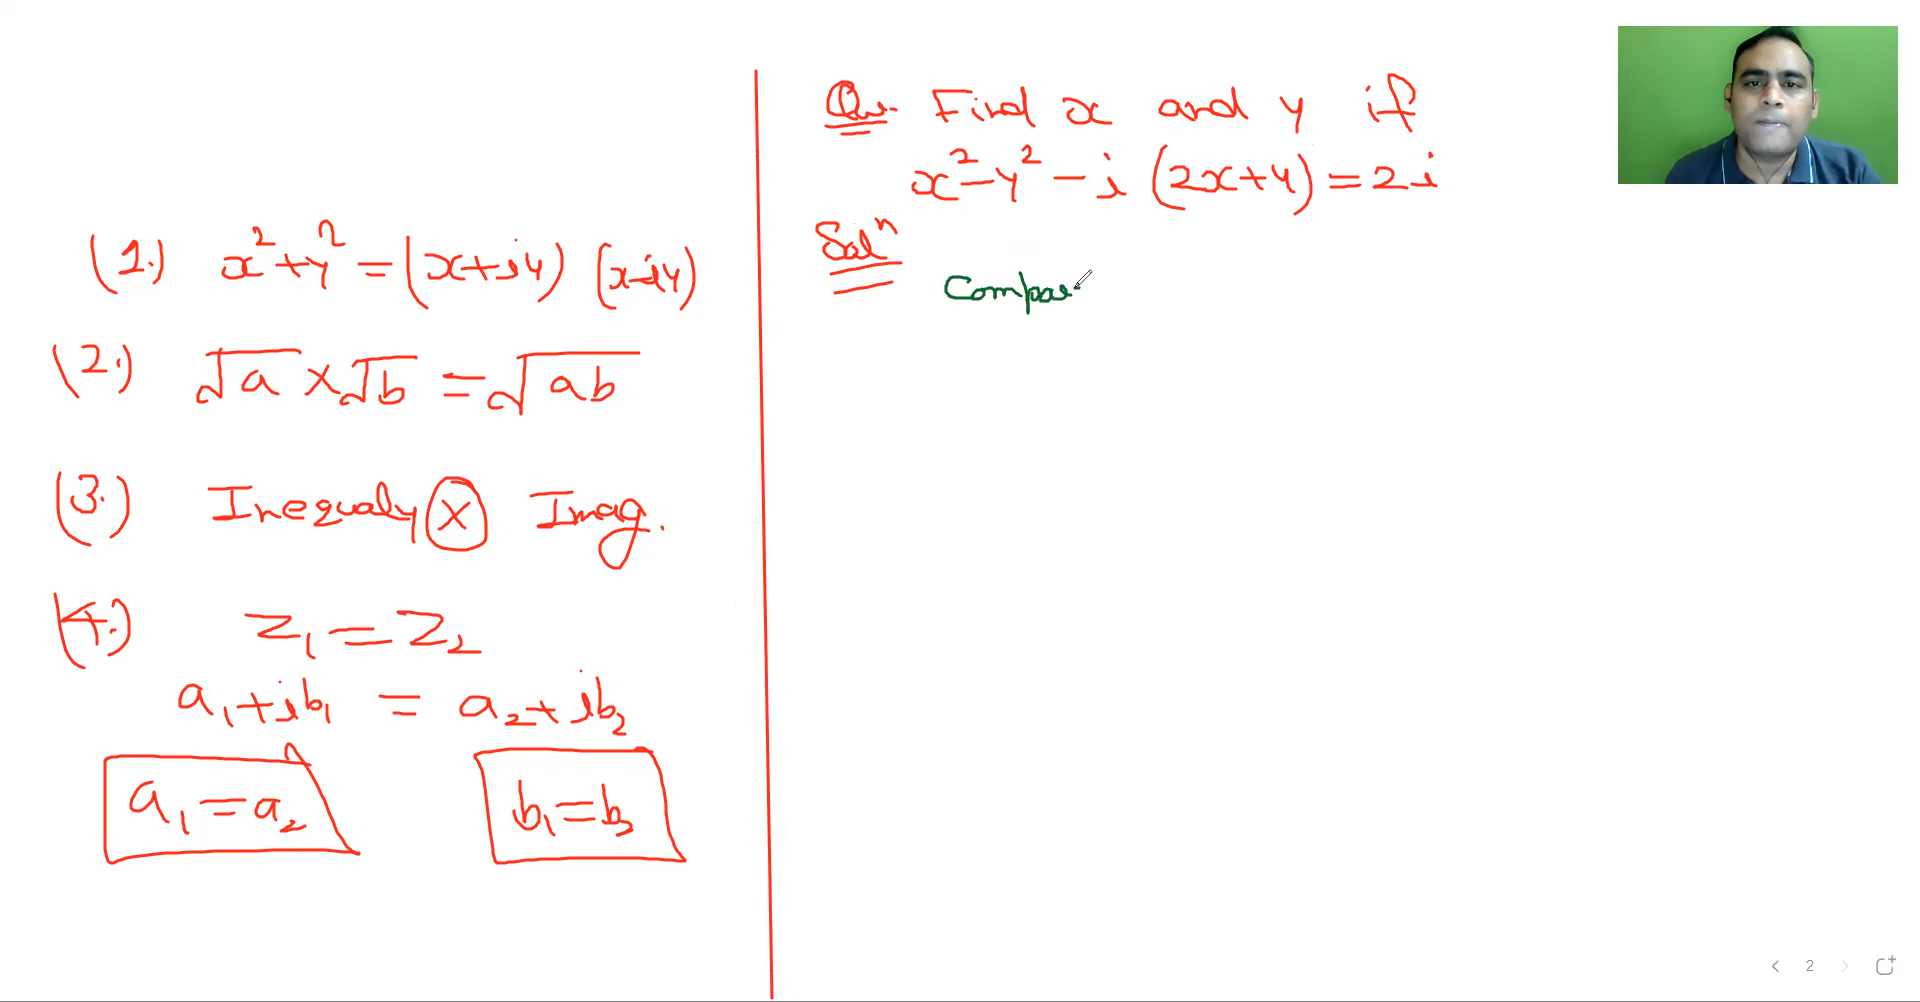 (1.) x² + y² = (x+iy) (x-iy)
(2.) √a × √b = √ab
(3.) Inequaly X Imag.
(4.) Z₁ = Z₂
a₁+ib₁ = a₂+ib₂
a₁ = a₂ b₁ = b₂
Qu. Find x and y if
x² - y² - i (2x+y) = 2i
Solⁿ
Compar
2